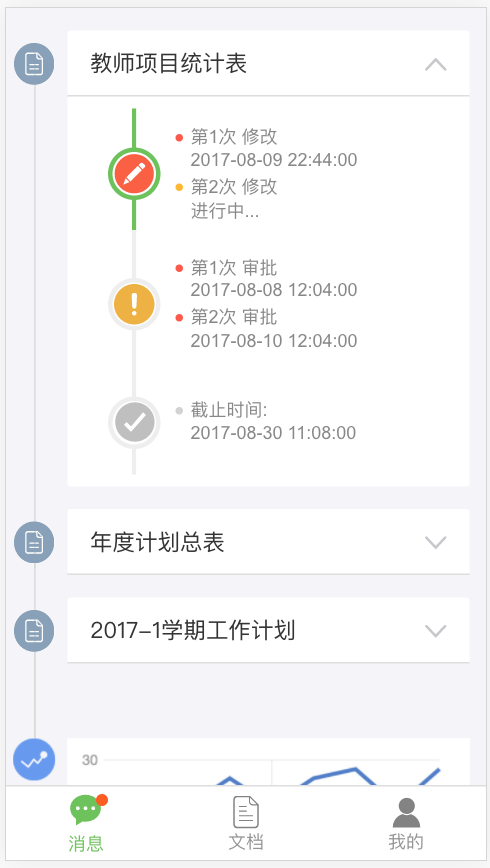 教师项目统计表
第1次 修改
2017-08-09 22:44:00
第2次 修改
进行中...
第1次 审批
2017-08-08 12:04:00
第2次 审批
2017-08-10 12:04:00
截止时间:
2017-08-30 11:08:00
年度计划总表
2017-1学期工作计划
30
消息
文档
我的